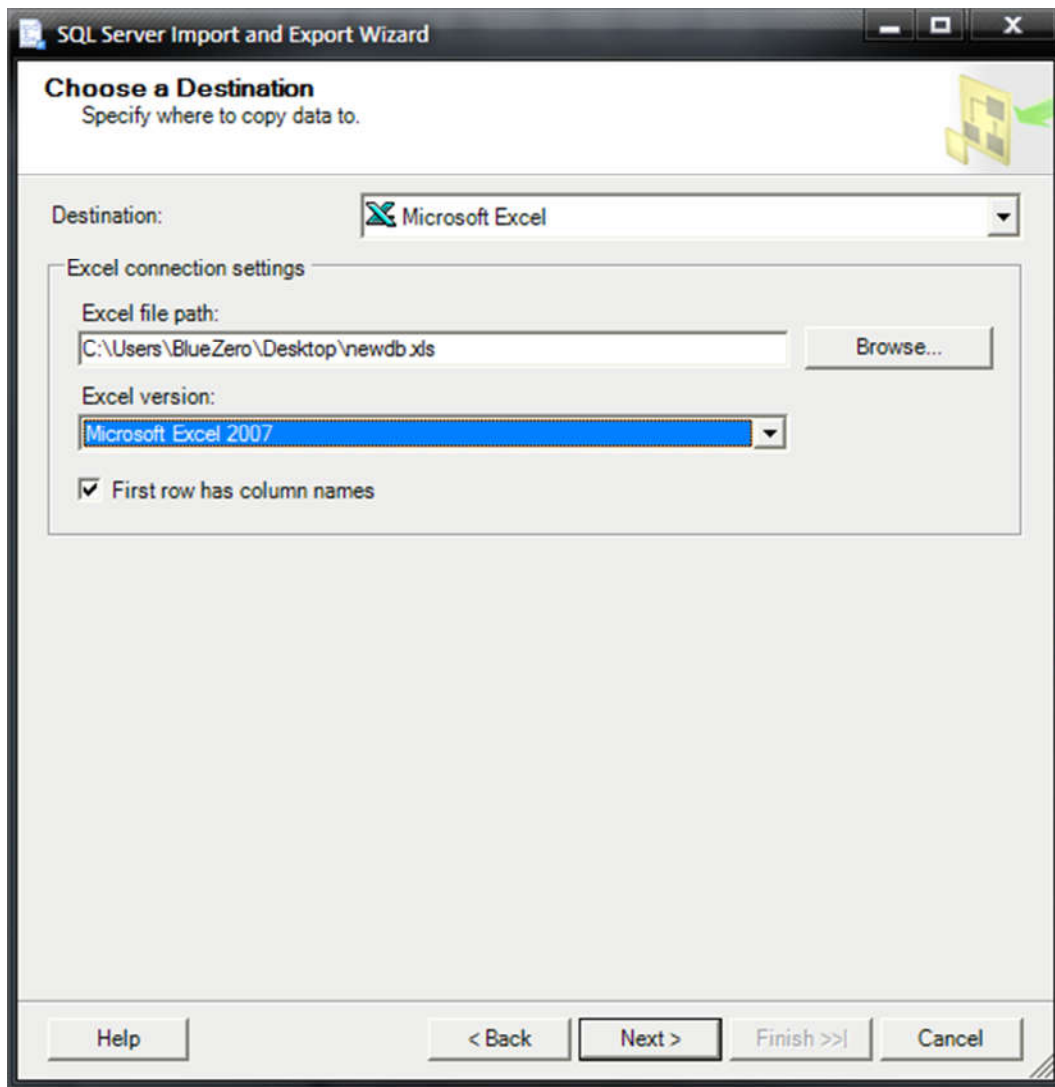 SQL Server Import and Export Wizard
Choose a Destination
Specify where to copy data to.
Destination: Microsoft Excel
Excel connection settings
Excel file path:
C:\Users\BlueZero\Desktop\newdb.xls Browse...
Excel version:
Microsoft Excel 2007
First row has column names
Help < Back Next > Finish >>| Cancel